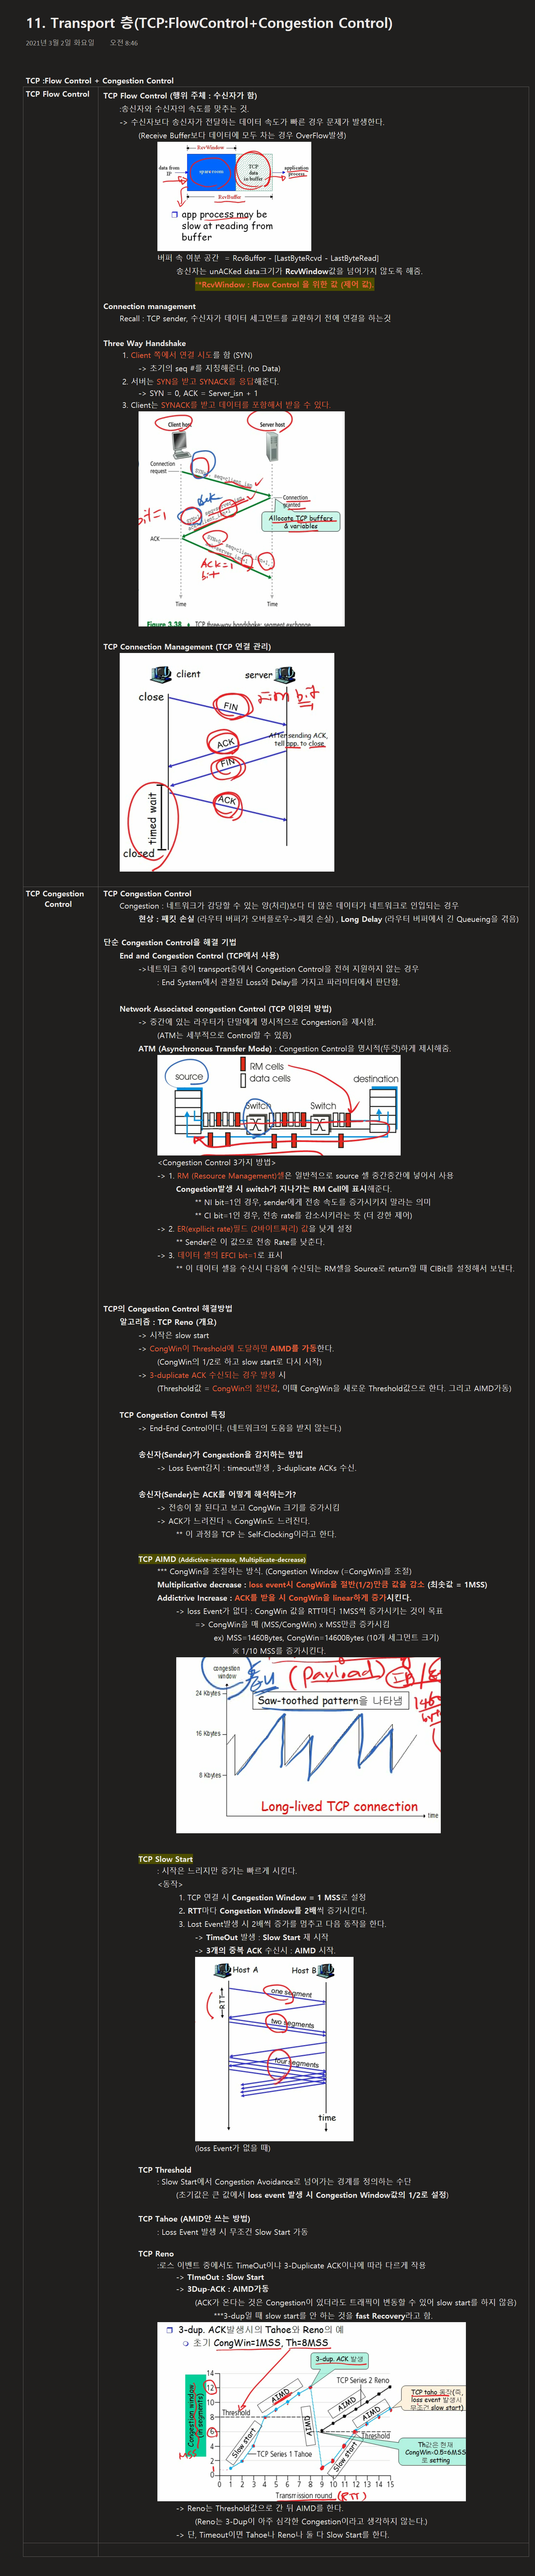 11. Transport 층(TCP:FlowControl+Congestion Control)
2021년 3월 2일 화요일 오전 8:46
TCP :Flow Control + Congestion Control
TCP Flow Control
TCP Flow Control (행위 주체 : 수신자가 함)
:송신자와 수신자의 속도를 맞추는 것.
-> 수신자보다 송신자가 전달하는 데이터 속도가 빠른 경우 문제가 발생한다.
(Receive Buffer보다 데이터에 모두 차는 경우 OverFlow발생)
RcvWindow
data from IP
spare room
TCP data in buffer
application process
RcvBuffer
app process may be slow at reading from buffer
버퍼 속 여분 공간 = RcvBuffor - [LastByteRcvd - LastByteRead]
송신자는 unACKed data크기가 RcvWindow값을 넘어가지 않도록 해줌.
**RcvWindow : Flow Control 을 위한 값 (제어 값).
Connection management
Recall : TCP sender, 수신자가 데이터 세그먼트를 교환하기 전에 연결을 하는것
Three Way Handshake
1. Client 쪽에서 연결 시도를 함 (SYN)
-> 초기의 seq #를 지정해준다. (no Data)
2. 서버는 SYN을 받고 SYNACK를 응답해준다.
-> SYN = 0, ACK = Server_isn + 1
3. Client는 SYNACK를 받고 데이터를 포함해서 받을 수 있다.
Client host
Server host
Connection request
Connection granted
Allocate TCP buffers & variables
bit=1
ACK
ACK=1
bit
Time
Time
Figure 3.38 TCP three-way handshake: segment exchange
TCP Connection Management (TCP 연결 관리)
client
server
close
FIN
ACK
After sending ACK, tell app. to close
FIN
ACK
timed wait
closed
TCP Congestion Control
TCP Congestion Control
Congestion : 네트워크가 감당할 수 있는 양(처리)보다 더 많은 데이터가 네트워크로 인입되는 경우
현상 : 패킷 손실 (라우터 버퍼가 오버플로우->패킷 손실) , Long Delay (라우터 버퍼에서 긴 Queueing을 겪음)
단순 Congestion Control을 해결 기법
End and Congestion Control (TCP에서 사용)
->네트워크 층이 transport층에서 Congestion Control을 전혀 지원하지 않는 경우
: End System에서 관찰된 Loss와 Delay를 가지고 파라미터에서 판단함.
Network Associated congestion Control (TCP 이외의 방법)
-> 중간에 있는 라우터가 단말에게 명시적으로 Congestion을 제시함.
(ATM는 세부적으로 Control할 수 있음)
ATM (Asynchronous Transfer Mode) : Congestion Control을 명시적(뚜렷)하게 제시해줌.
RM cells
data cells
source
destination
Switch
Switch
<Congestion Control 3가지 방법>
-> 1. RM (Resource Management)셀은 일반적으로 source 셀 중간중간에 넣어서 사용
Congestion발생 시 switch가 지나가는 RM Cell에 표시해준다.
** NI bit=1인 경우, sender에게 전송 속도를 증가시키지 말라는 의미
** CI bit=1인 경우, 전송 rate를 감소시키라는 뜻 (더 강한 제어)
-> 2. ER(expllicit rate)필드 (2바이트짜리) 값을 낮게 설정
** Sender은 이 값으로 전송 Rate를 낮춘다.
-> 3. 데이터 셀의 EFCI bit=1로 표시
** 이 데이터 셀을 수신시 다음에 수신되는 RM셀을 Source로 return할 때 CIBit를 설정해서 보낸다.
TCP의 Congestion Control 해결방법
알고리즘 : TCP Reno (개요)
-> 시작은 slow start
-> CongWin이 Threshold에 도달하면 AIMD를 가동한다.
(CongWin의 1/2로 하고 slow start로 다시 시작)
-> 3-duplicate ACK 수신되는 경우 발생 시
(Threshold값 = CongWin의 절반값, 이때 CongWin을 새로운 Threshold값으로 한다. 그리고 AIMD가동)
TCP Congestion Control 특징
-> End-End Control이다. (네트워크의 도움을 받지 않는다.)
송신자(Sender)가 Congestion을 감지하는 방법
-> Loss Event감지 : timeout발생 , 3-duplicate ACKs 수신.
송신자(Sender)는 ACK를 어떻게 해석하는가?
-> 전송이 잘 된다고 보고 CongWin 크기를 증가시킴
-> ACK가 느려진다 ≒ CongWin도 느려진다.
** 이 과정을 TCP 는 Self-Clocking이라고 한다.
TCP AIMD (Addictive-increase, Multiplicate-decrease)
*** CongWin을 조절하는 방식. (Congestion Window (=CongWin)를 조절)
Multiplicative decrease : loss event시 CongWin을 절반(1/2)만큼 값을 감소 (최솟값 = 1MSS)
Addictrive Increase : ACK를 받을 시 CongWin을 linear하게 증가시킨다.
-> loss Event가 없다 : CongWin 값을 RTT마다 1MSS씩 증가시키는 것이 목표
=> CongWin을 매 (MSS/CongWin) x MSS만큼 증카시킴
ex) MSS=1460Bytes, CongWin=14600Bytes (10개 세그먼트 크기)
※ 1/10 MSS를 증가시킨다.
congestion window
(Payload)
24 Kbytes
Saw-toothed pattern을 나타냄
16 Kbytes
8 Kbytes
Long-lived TCP connection
time
TCP Slow Start
: 시작은 느리지만 증가는 빠르게 시킨다.
<동작>
1. TCP 연결 시 Congestion Window = 1 MSS로 설정
2. RTT마다 Congestion Window를 2배씩 증가시킨다.
3. Lost Event발생 시 2배씩 증가를 멈추고 다음 동작을 한다.
-> TimeOut 발생 : Slow Start 재 시작
-> 3개의 중복 ACK 수신시 : AIMD 시작.
Host A
Host B
RTT
one segment
two segments
four segments
time
(loss Event가 없을 때)
TCP Threshold
: Slow Start에서 Congestion Avoidance로 넘어가는 경계를 정의하는 수단
(초기값은 큰 값에서 loss event 발생 시 Congestion Window값의 1/2로 설정)
TCP Tahoe (AMID안 쓰는 방법)
: Loss Event 발생 시 무조건 Slow Start 가동
TCP Reno
:로스 이벤트 중에서도 TimeOut이냐 3-Duplicate ACK이냐에 따라 다르게 작용
-> TImeOut : Slow Start
-> 3Dup-ACK : AIMD가동
(ACK가 온다는 것은 Congestion이 있더라도 트래픽이 변동할 수 있어 slow start를 하지 않음)
***3-dup일 때 slow start를 안 하는 것을 fast Recovery라고 함.
3-dup. ACK발생시의 Tahoe와 Reno의 예
초기 CongWin=1MSS, Th=8MSS
3-dup. ACK 발생
Congestion window (in segments)
MSS
14
12
10
8
6
4
2
0
Threshold
AIMD
Slow start
TCP Series 1 Tahoe
AIMD
TCP Series 2 Reno
AIMD
AIMD
Threshold
Slow start
TCP taho 동작(즉, loss event 발생시 무조건 slow start)
Th값은 현재 CongWin*0.5=6MSS로 setting
0 1 2 3 4 5 6 7 8 9 10 11 12 13 14 15
Transmission round (RTT)
-> Reno는 Threshold값으로 간 뒤 AIMD를 한다.
(Reno는 3-Dup이 아주 심각한 Congestion이라고 생각하지 않는다.)
-> 단, Timeout이면 Tahoe나 Reno나 둘 다 Slow Start를 한다.